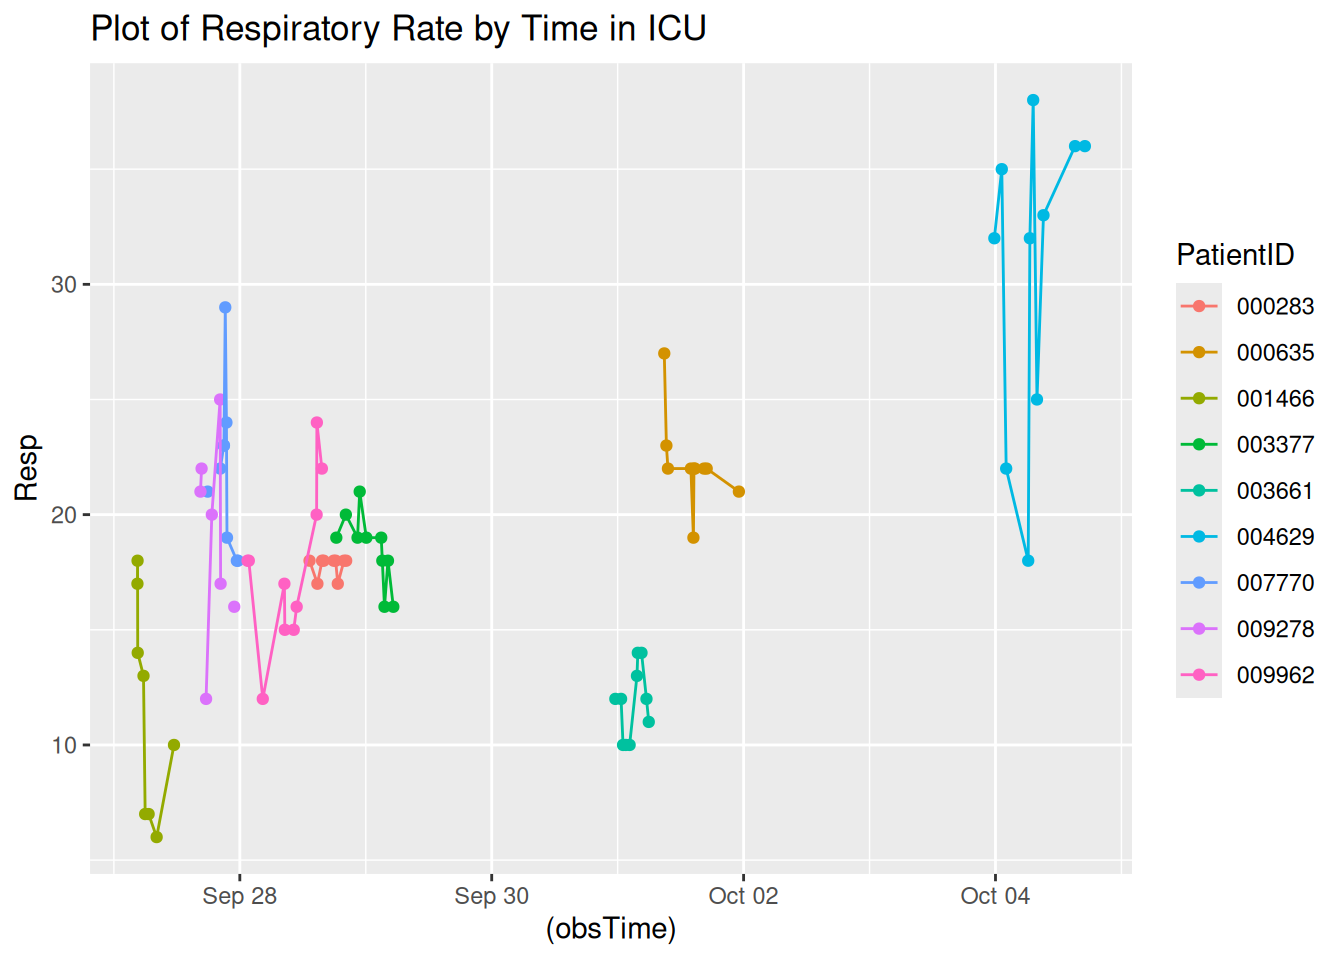 Plot of Respiratory Rate by Time in ICU
Resp
30
20
10
Sep 28
Sep 30
Oct 02
Oct 04
(obsTime)
PatientID
000283
000635
001466
003377
003661
004629
007770
009278
009962